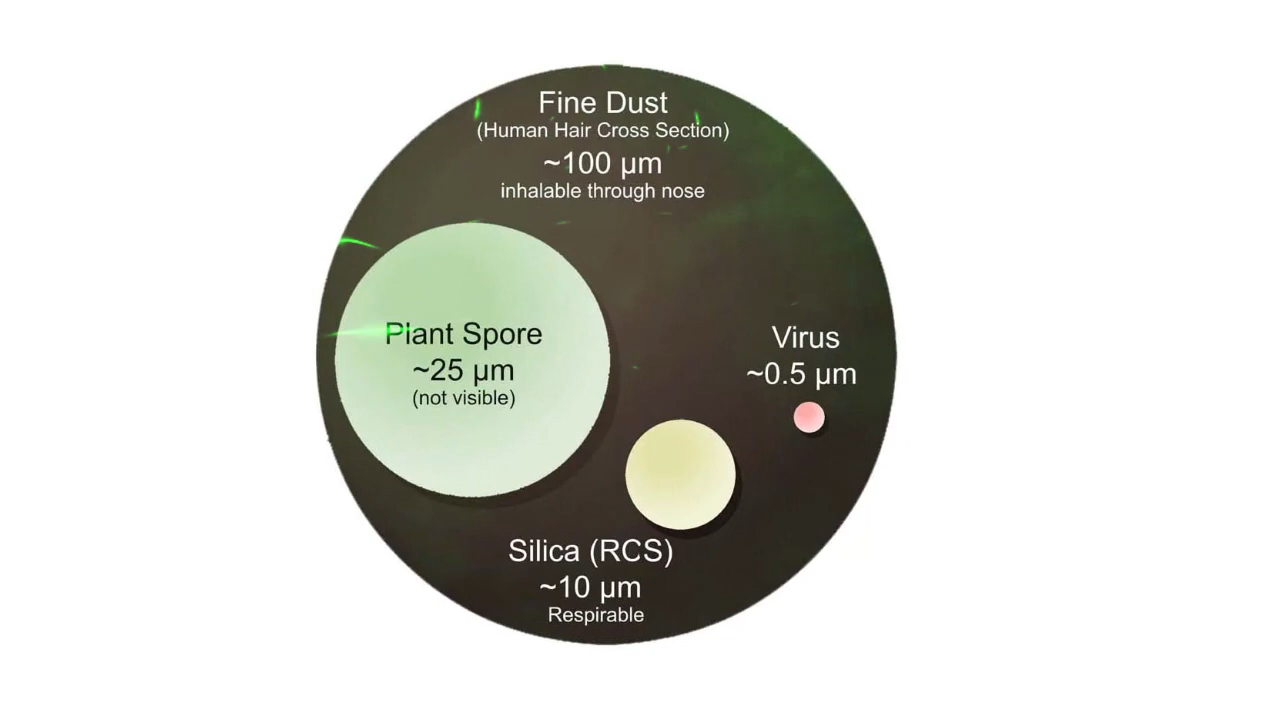 Fine Dust
(Human Hair Cross Section)
~100 µm
inhalable through nose
Plant Spore
~25 µm
(not visible)
Virus
~0.5 µm
Silica (RCS)
~10 µm
Respirable